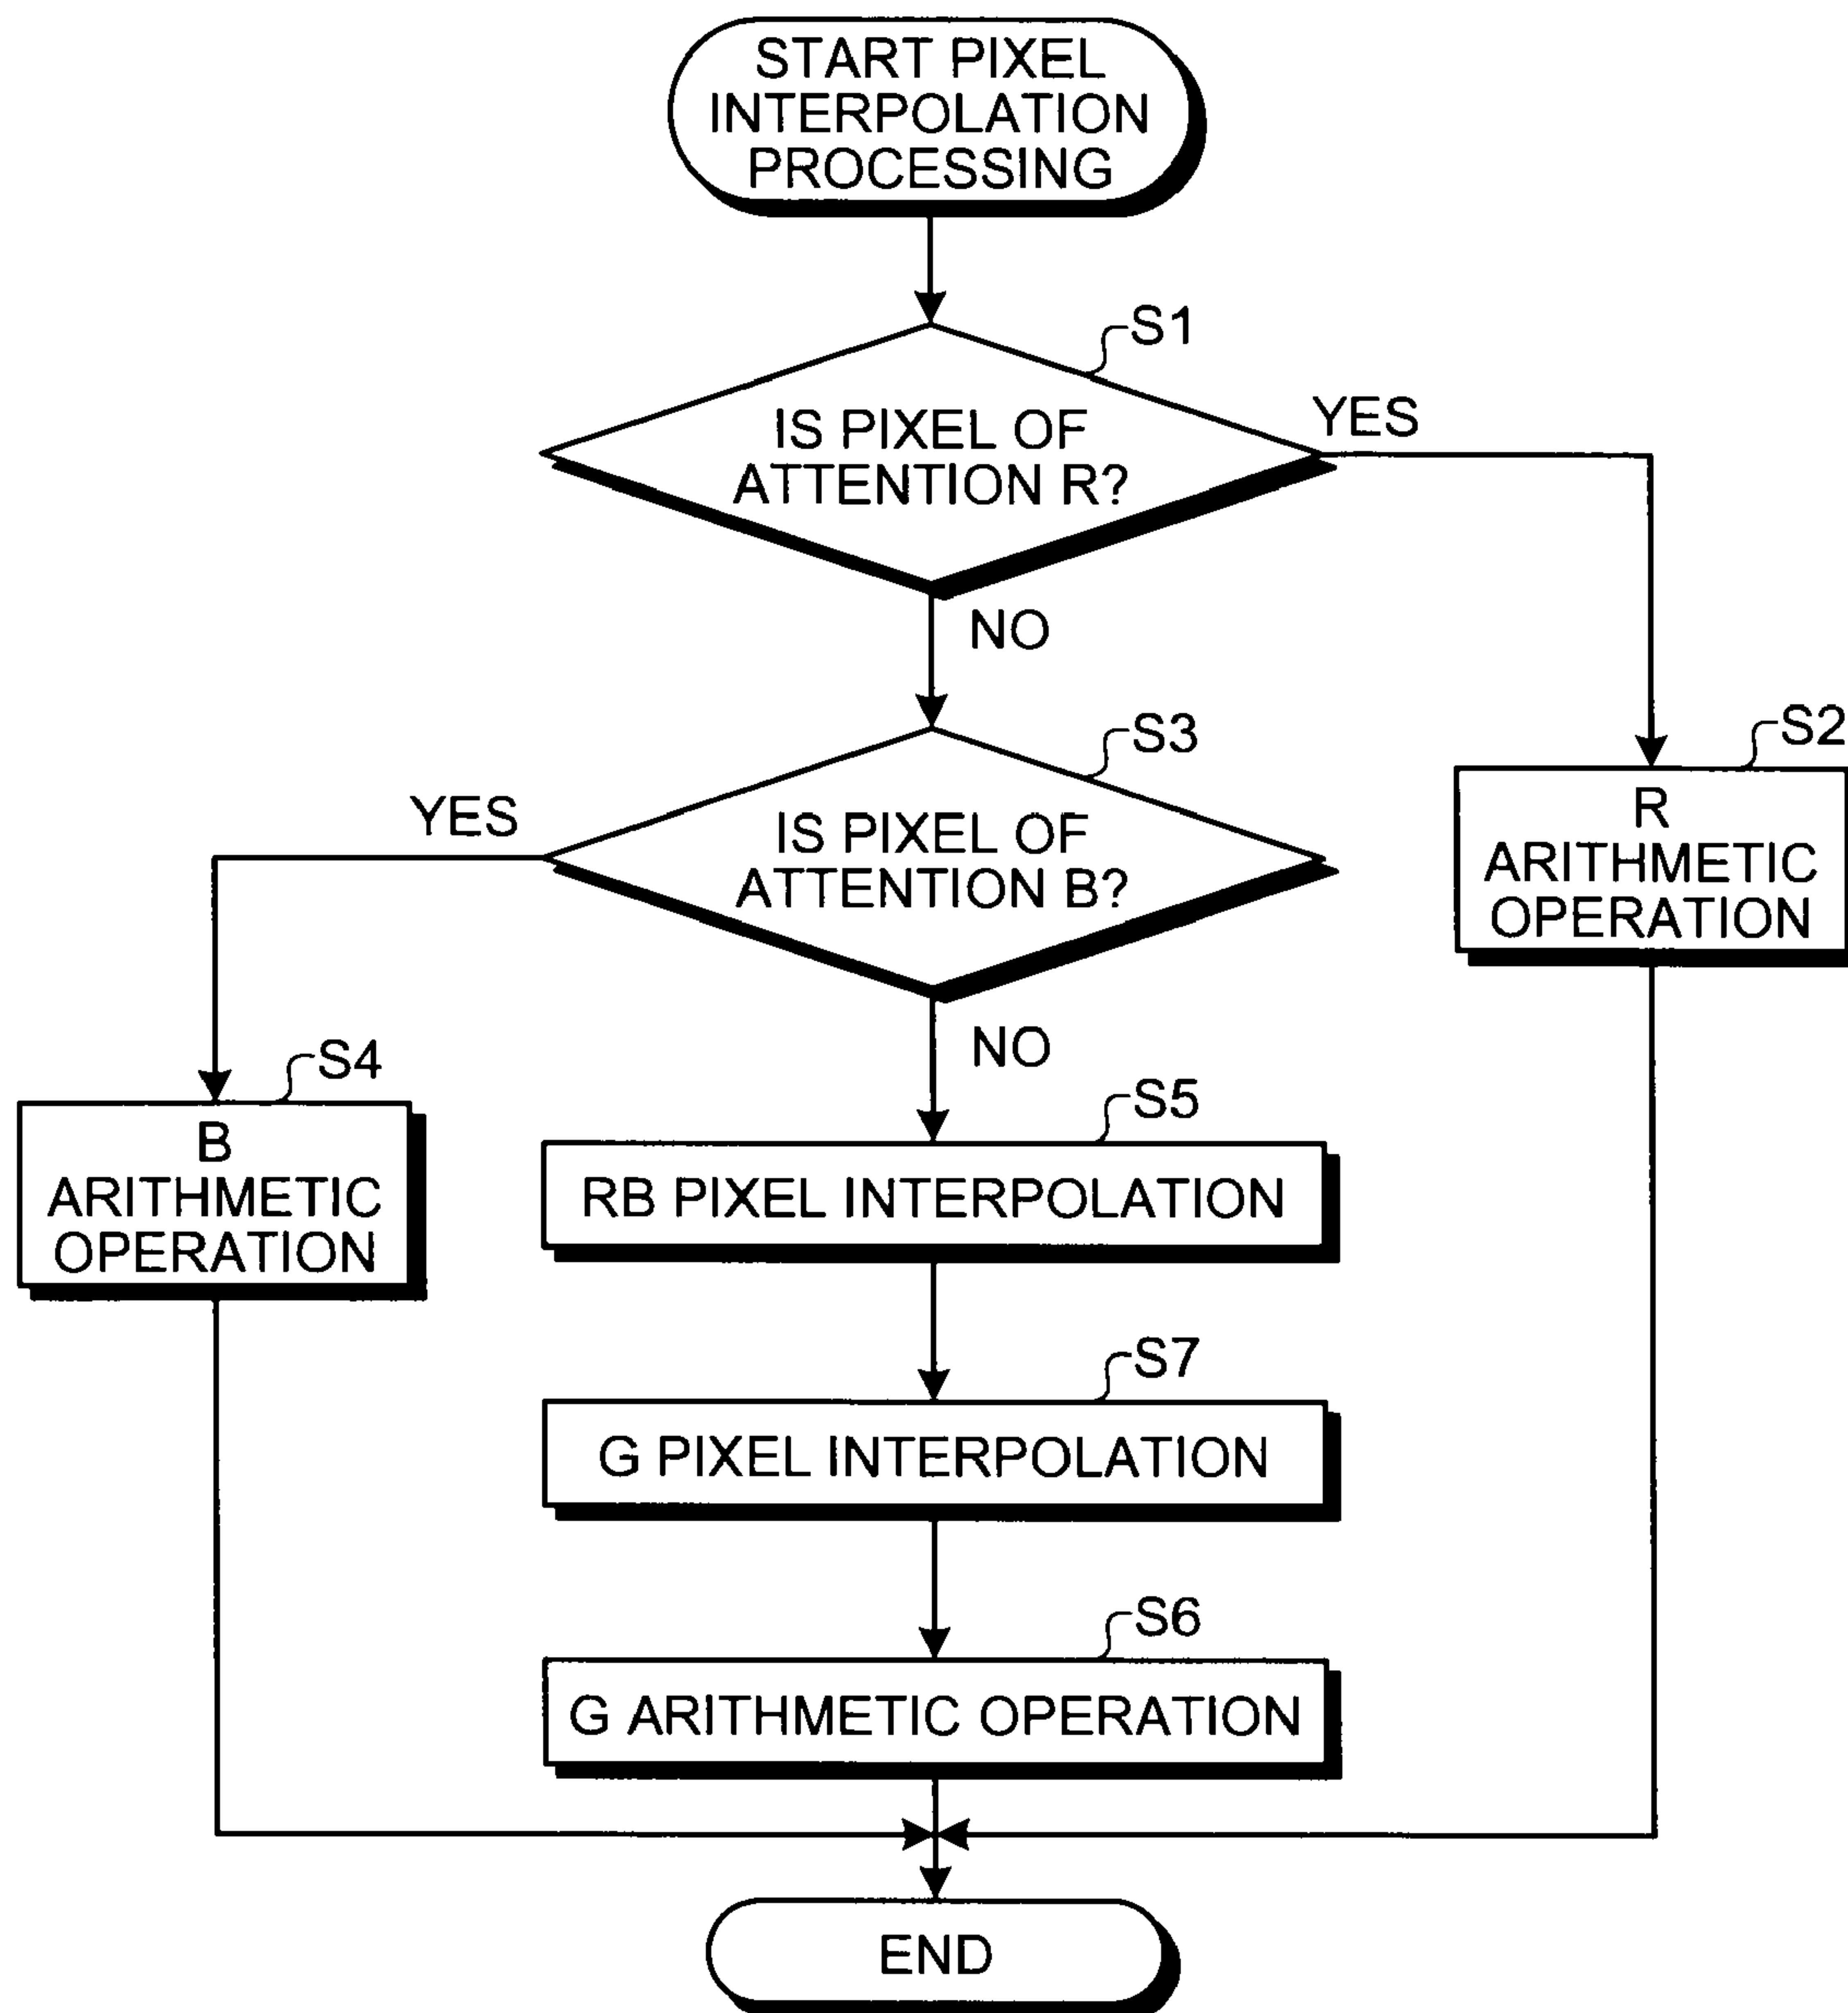 START PIXEL
INTERPOLATION
PROCESSING
S1
IS PIXEL OF
ATTENTION R?
YES
NO
S3
IS PIXEL OF
ATTENTION B?
YES
S2
R
ARITHMETIC
OPERATION
NO
S4
B
ARITHMETIC
OPERATION
S5
RB PIXEL INTERPOLATION
S7
G PIXEL INTERPOLATION
S6
G ARITHMETIC OPERATION
END